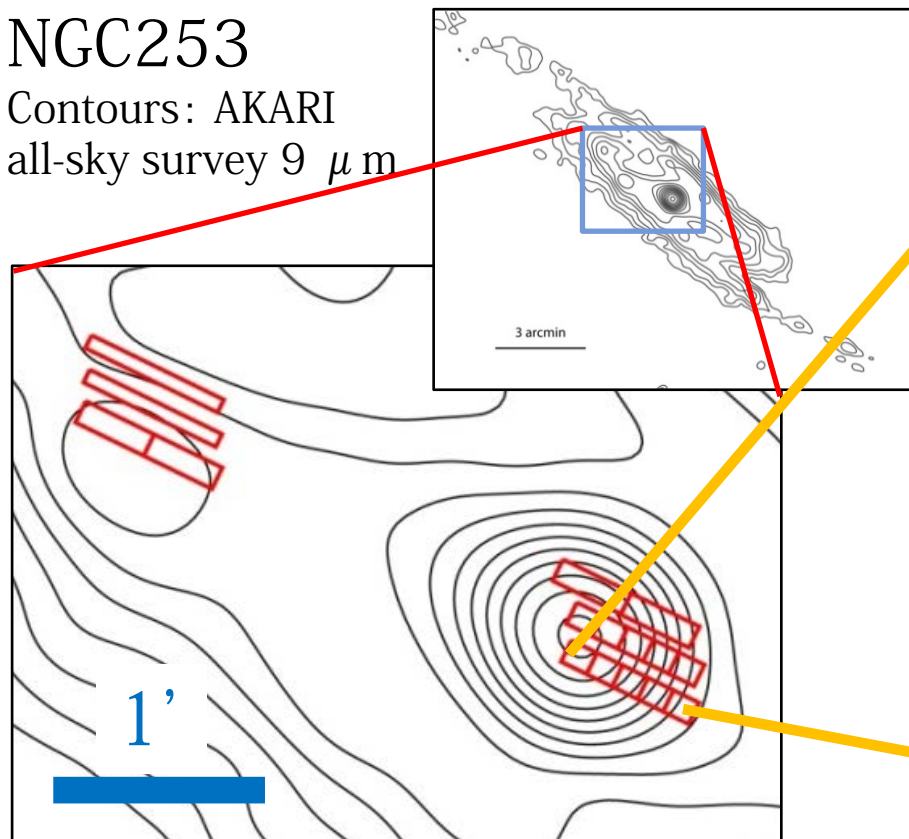 NGC253
Contours: AKARI
all-sky survey 9 μm
3 arcmin
1’